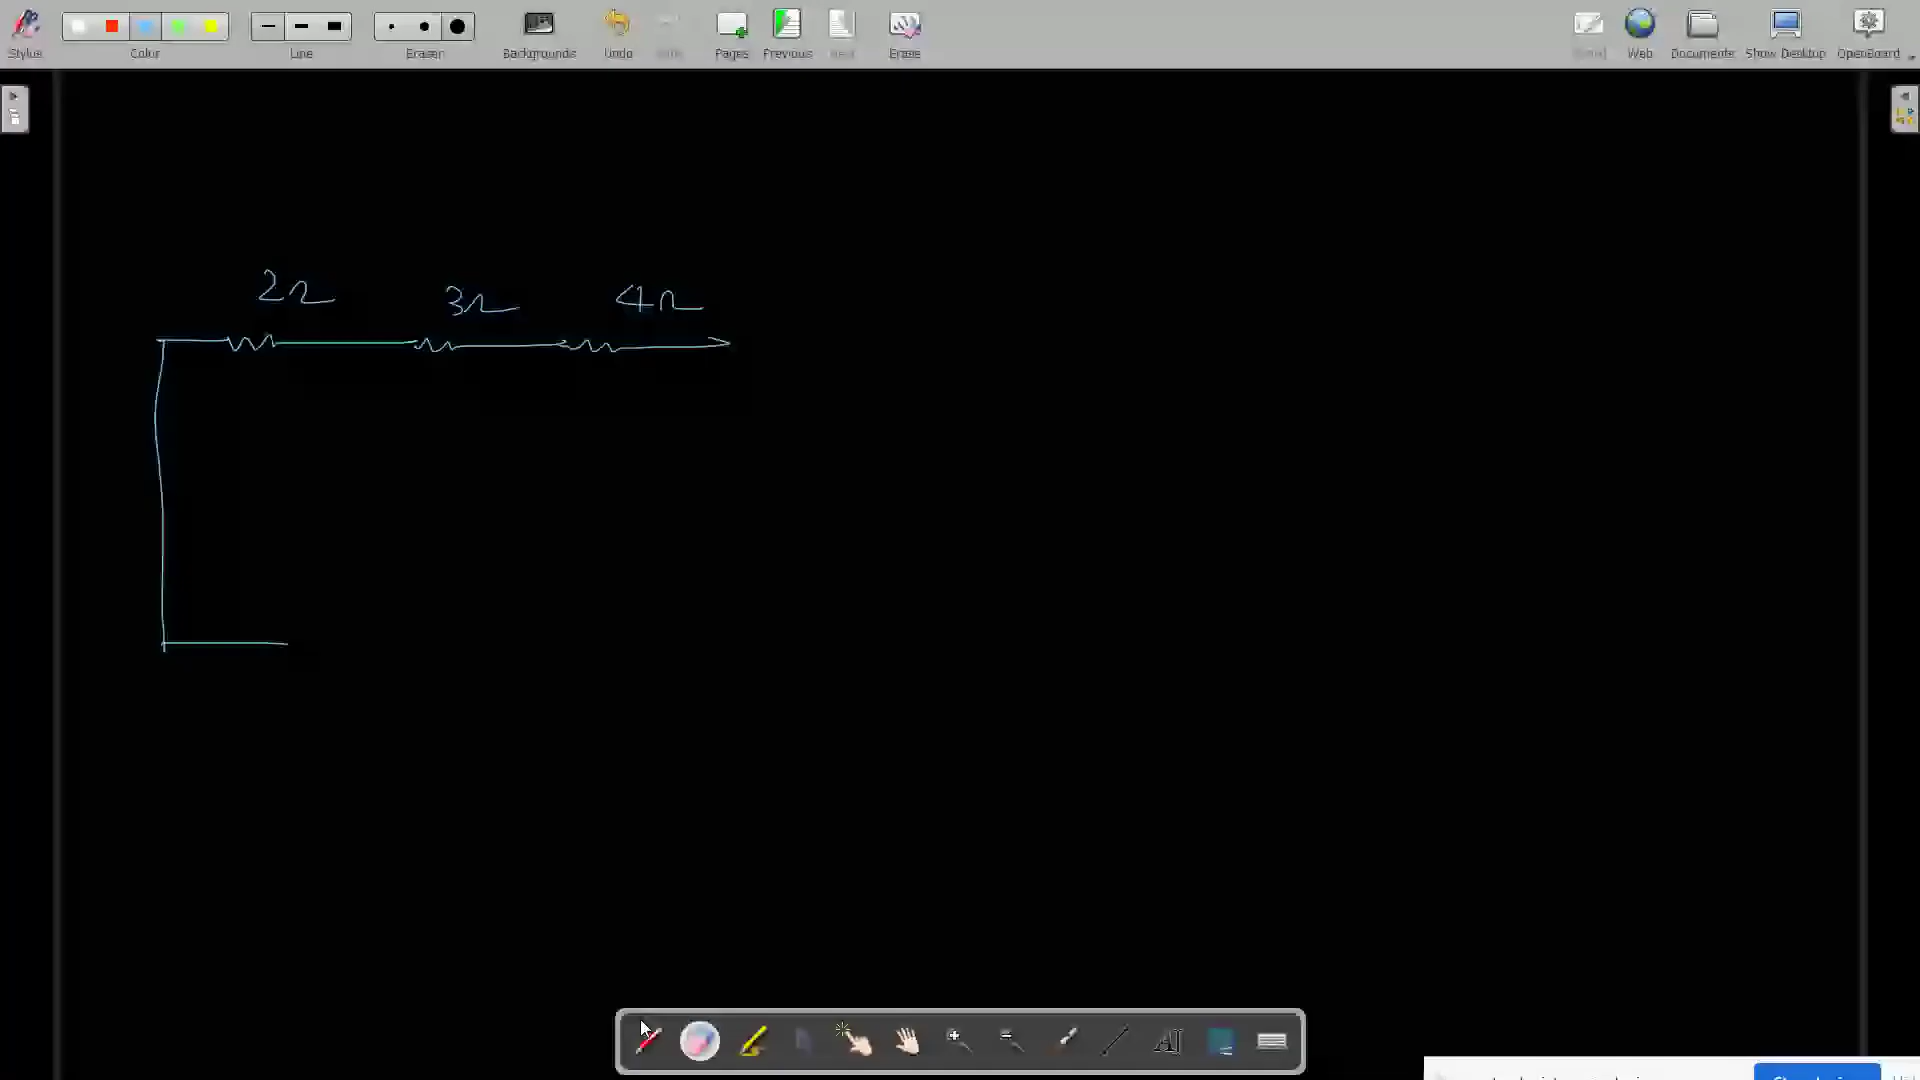 Stylus
Color
Line
Eraser
Backgrounds
Undo
Pages
Previous
Erase
Web
Documents
Show Desktop
OpenBoard
2Ω 3Ω 4Ω